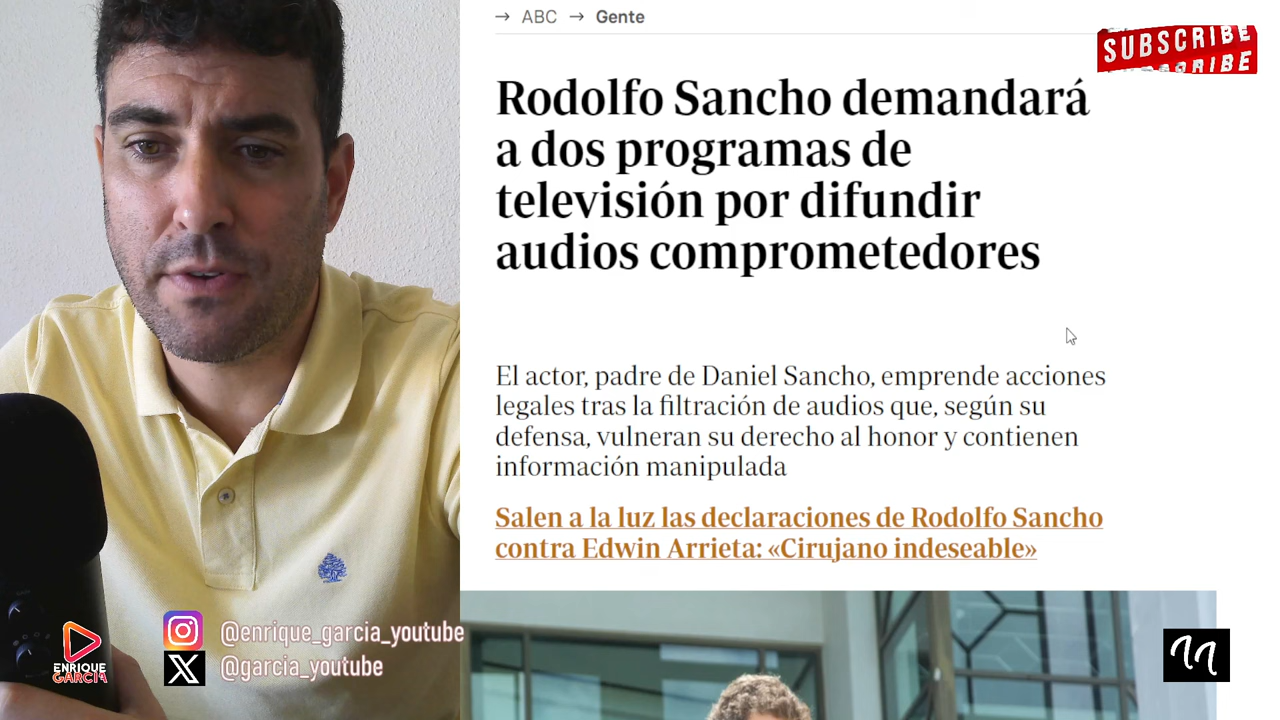 → ABC → Gente
SUBSCRIBE
SUBSCRIBE
Rodolfo Sancho demandará
a dos programas de
televisión por difundir
audios comprometedores
El actor, padre de Daniel Sancho, emprende acciones
legales tras la filtración de audios que, según su
defensa, vulneran su derecho al honor y contienen
información manipulada
Salen a la luz las declaraciones de Rodolfo Sancho
contra Edwin Arrieta: «Cirujano indeseable»
@enrique_garcia_youtube
@garcia_youtube
ENRIQUE
GARCIA